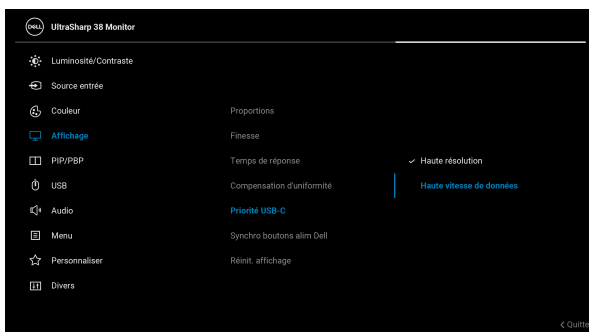 DELL UltraSharp 38 Monitor
Luminosité/Contraste
Source entrée
Couleur
Proportions
Affichage
Finesse
PIP/PBP
Temps de réponse
Haute résolution
USB
Compensation d'uniformité
Haute vitesse de données
Audio
Priorité USB-C
Menu
Synchro boutons alim Dell
Personnaliser
Réinit. affichage
Divers
Quitte